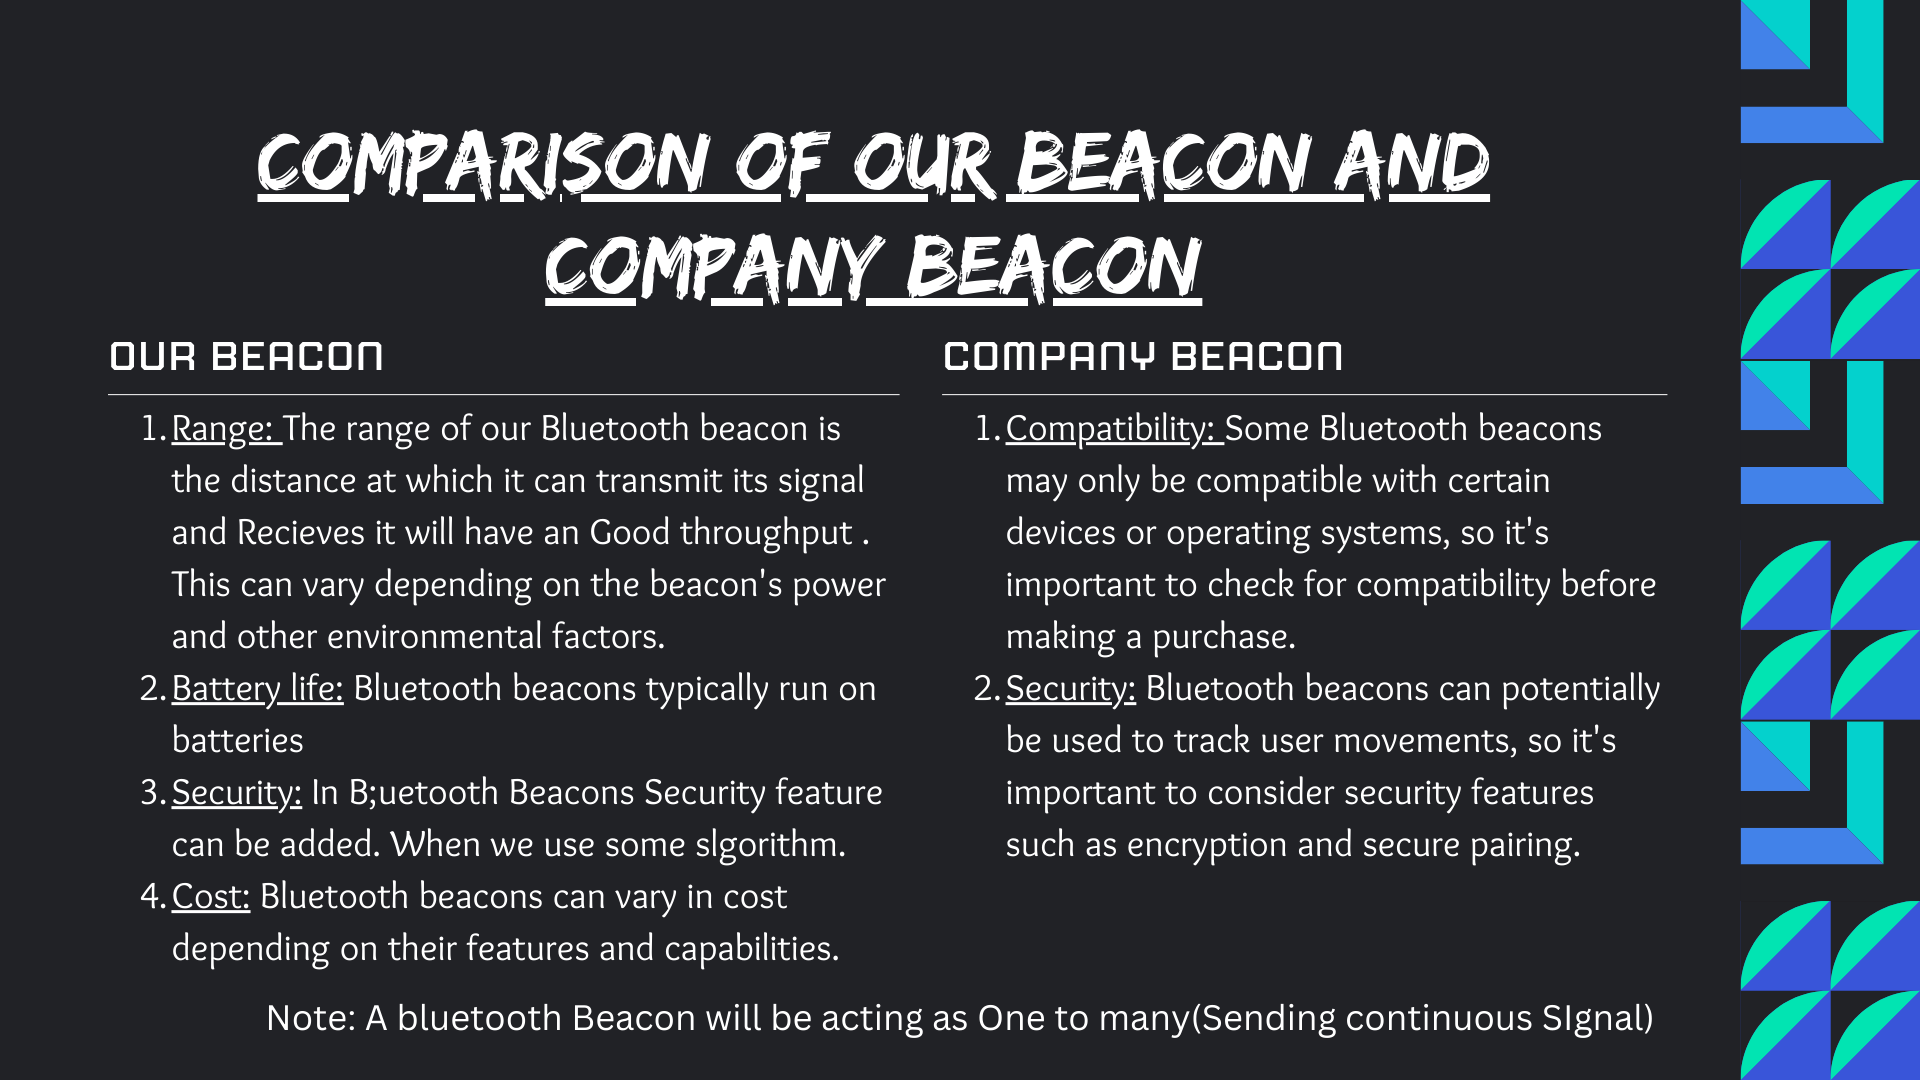 COMPARISON OF OUR BEACON AND
COMPANY BEACON
OUR BEACON
1. Range: The range of our Bluetooth beacon is
the distance at which it can transmit its signal
and Recieves it will have an Good throughput .
This can vary depending on the beacon's power
and other environmental factors.
2. Battery life: Bluetooth beacons typically run on
batteries
3. Security: In B;uetooth Beacons Security feature
can be added. When we use some slgorithm.
4. Cost: Bluetooth beacons can vary in cost
depending on their features and capabilities.
COMPANY BEACON
1. Compatibility: Some Bluetooth beacons
may only be compatible with certain
devices or operating systems, so it's
important to check for compatibility before
making a purchase.
2. Security: Bluetooth beacons can potentially
be used to track user movements, so it's
important to consider security features
such as encryption and secure pairing.
Note: A bluetooth Beacon will be acting as One to many(Sending continuous SIgnal)